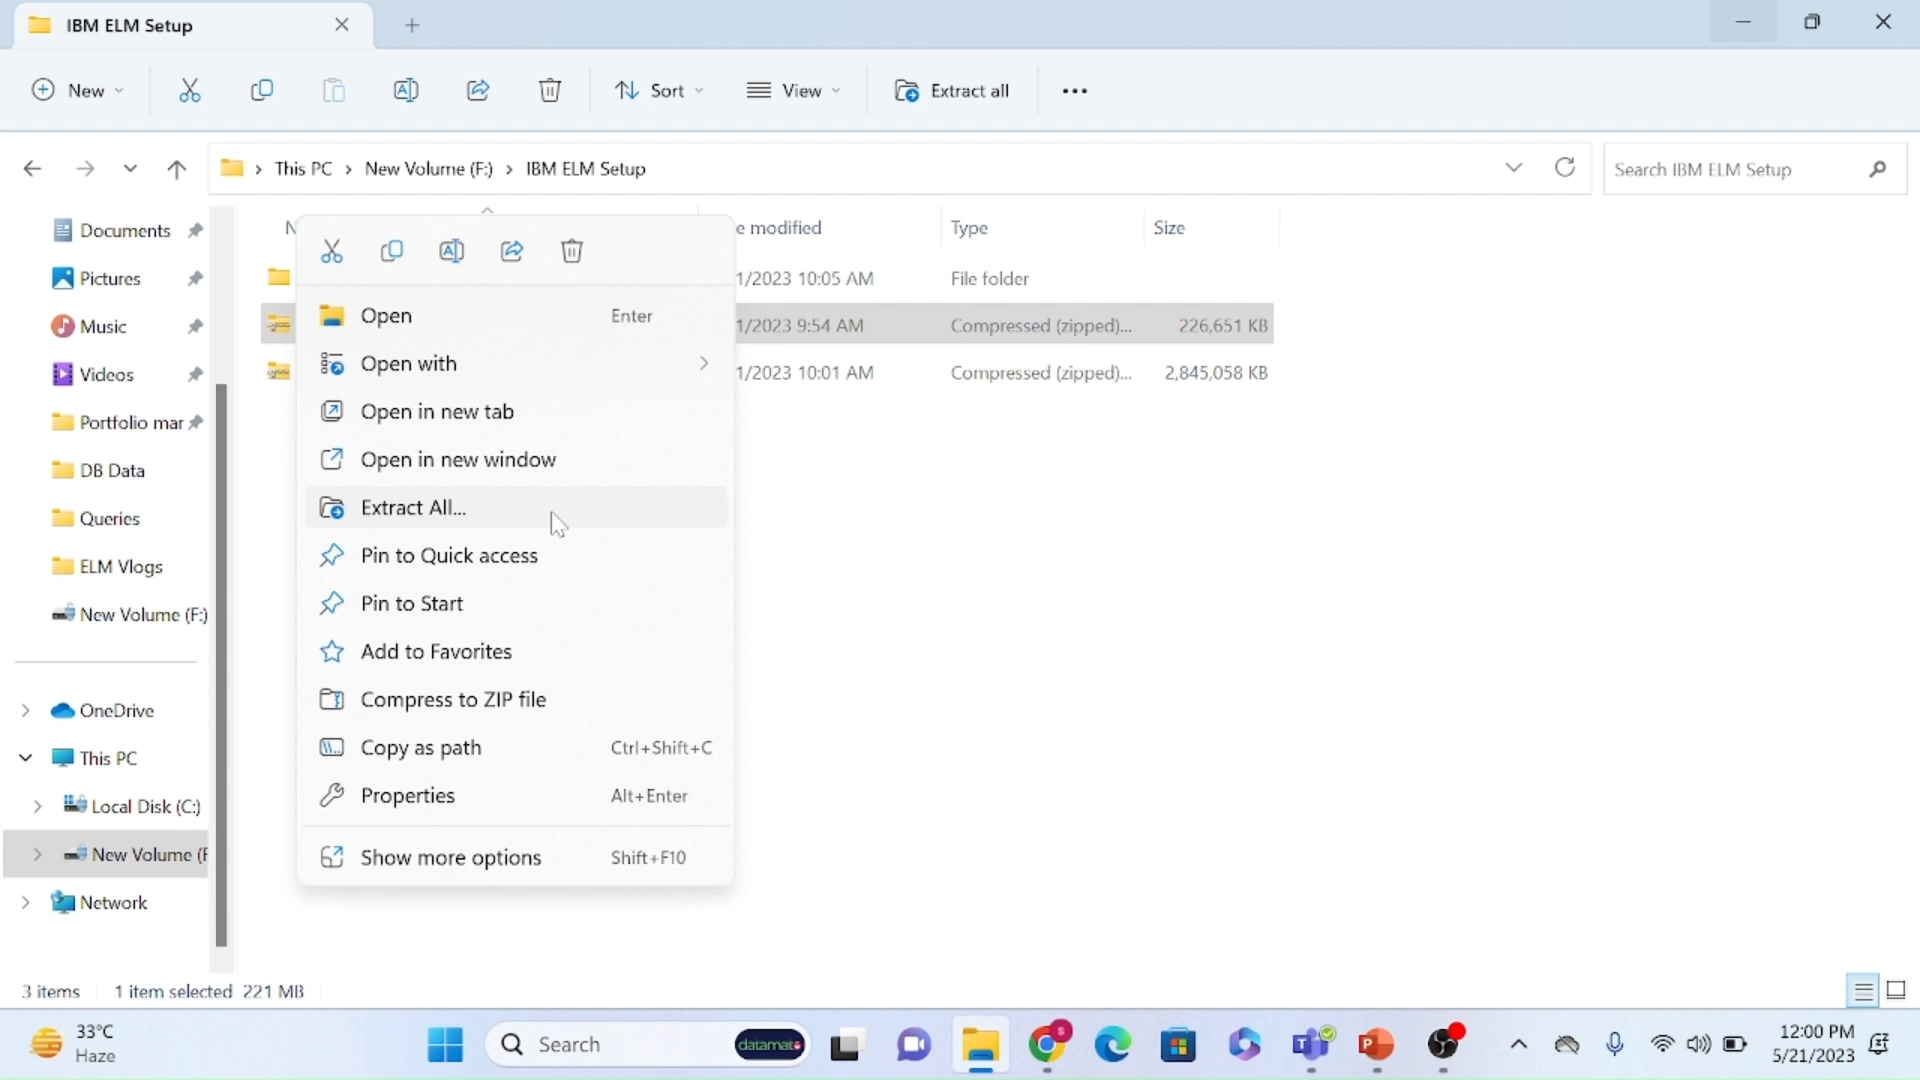 IBM ELM Setup
New
Sort
View
Extract all
This PC
New Volume (F:)
IBM ELM Setup
Search IBM ELM Setup
Documents
Pictures
Music
Videos
Portfolio mar
DB Data
Queries
ELM Vlogs
New Volume (F:)
OneDrive
This PC
Local Disk (C:)
New Volume (F
Network
N
e modified
Type
Size
1/2023 10:05 AM
File folder
1/2023 9:54 AM
Compressed (zipped)...
226,651 KB
1/2023 10:01 AM
Compressed (zipped)...
2,845,058 KB
Open
Enter
Open with
Open in new tab
Open in new window
Extract All...
Pin to Quick access
Pin to Start
Add to Favorites
Compress to ZIP file
Copy as path
Ctrl+Shift+C
Properties
Alt+Enter
Show more options
Shift+F10
3 items
1 item selected 221 MB
33°C
Haze
Search
12:00 PM
5/21/2023